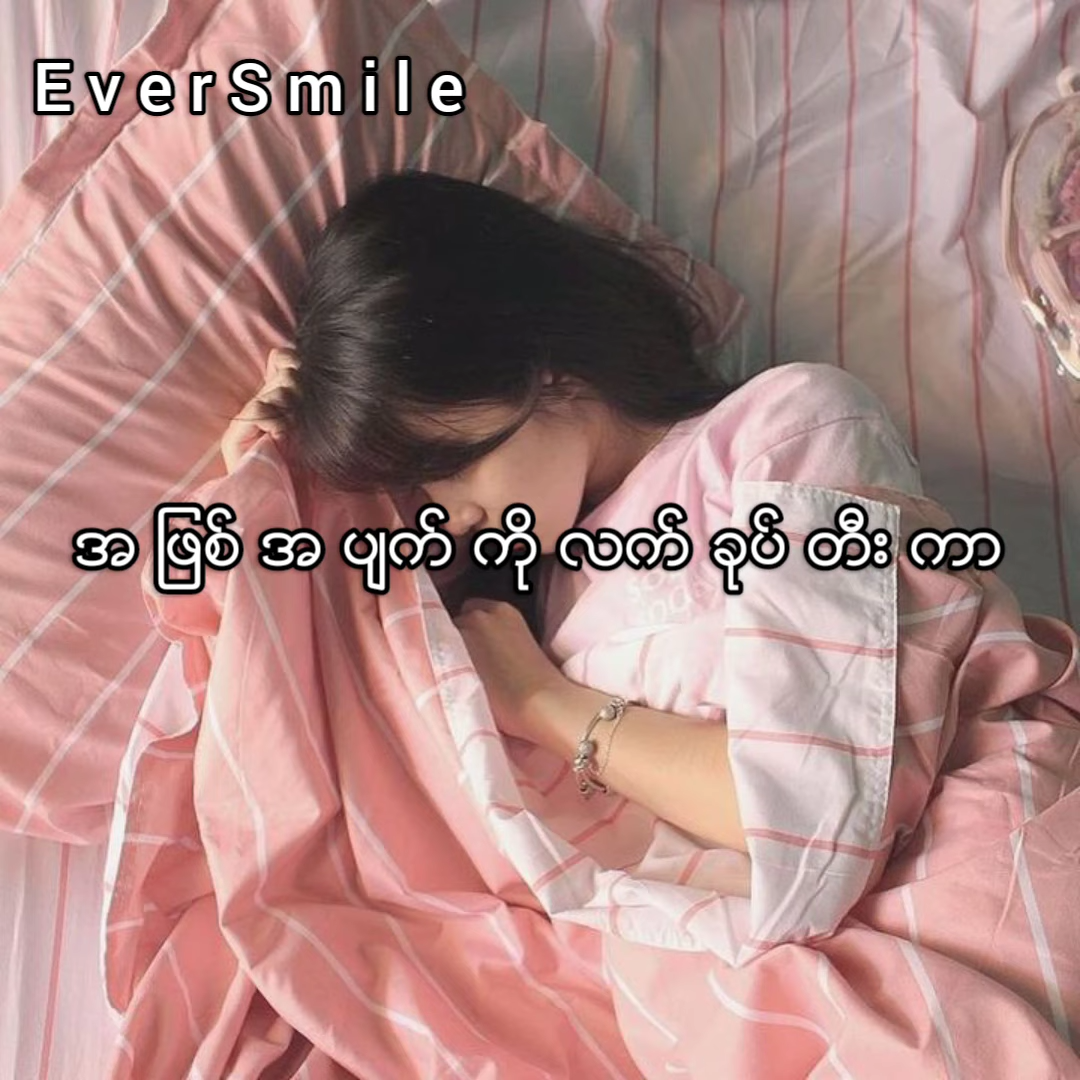 EverSmile
အ ဖြစ် အ ပျက် ကို လက် ခုပ် တီး ကာ